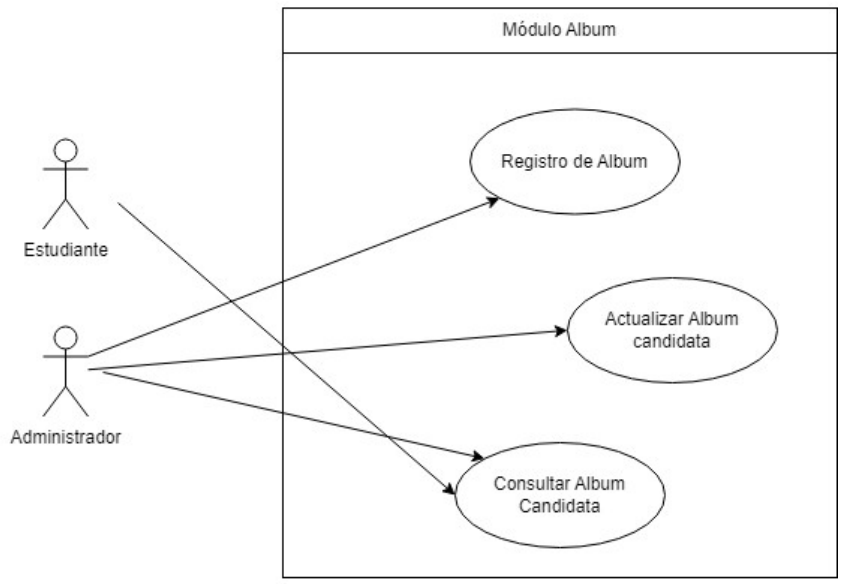 Módulo Album
Registro de Album
Estudiante
Actualizar Album
candidata
Administrador
Consultar Album
Candidata